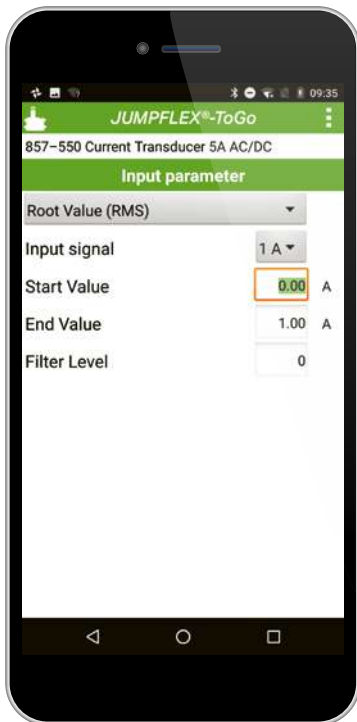 09:35
JUMPFLEX®-ToGo
857-550 Current Transducer 5A AC/DC
Input parameter
Root Value (RMS)
Input signal 1 A
Start Value 0.00 A
End Value 1.00 A
Filter Level 0